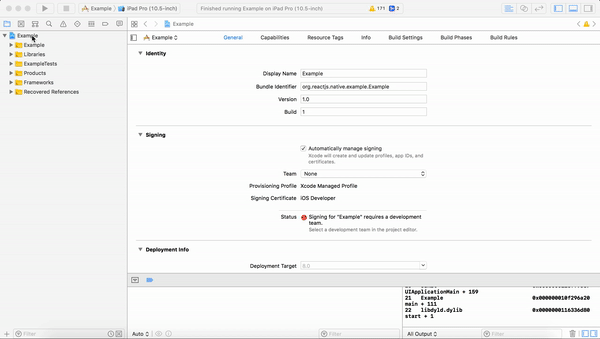 Example > iPad Pro (10.5-inch)
Finished running Example on iPad Pro (10.5-inch)
171
2
Example
Example
Example
Libraries
ExampleTests
Products
Frameworks
Recovered References
Example
General
Capabilities
Resource Tags
Info
Build Settings
Build Phases
Build Rules
Identity
Display Name Example
Bundle Identifier org.reactjs.native.example.Example
Version 1.0
Build 1
Signing
Automatically manage signing
Xcode will create and update profiles, app IDs, and
certificates.
Team None
Provisioning Profile Xcode Managed Profile
Signing Certificate iOS Developer
Status Signing for "Example" requires a development
team.
Select a development team in the project editor.
Deployment Info
Deployment Target 8.0
UIApplicationMain + 159
21 Example 0x000000010f296a20
main + 111
22 libdyld.dylib 0x0000000116336d80
start + 1
Filter
Auto
Filter
All Output
Filter